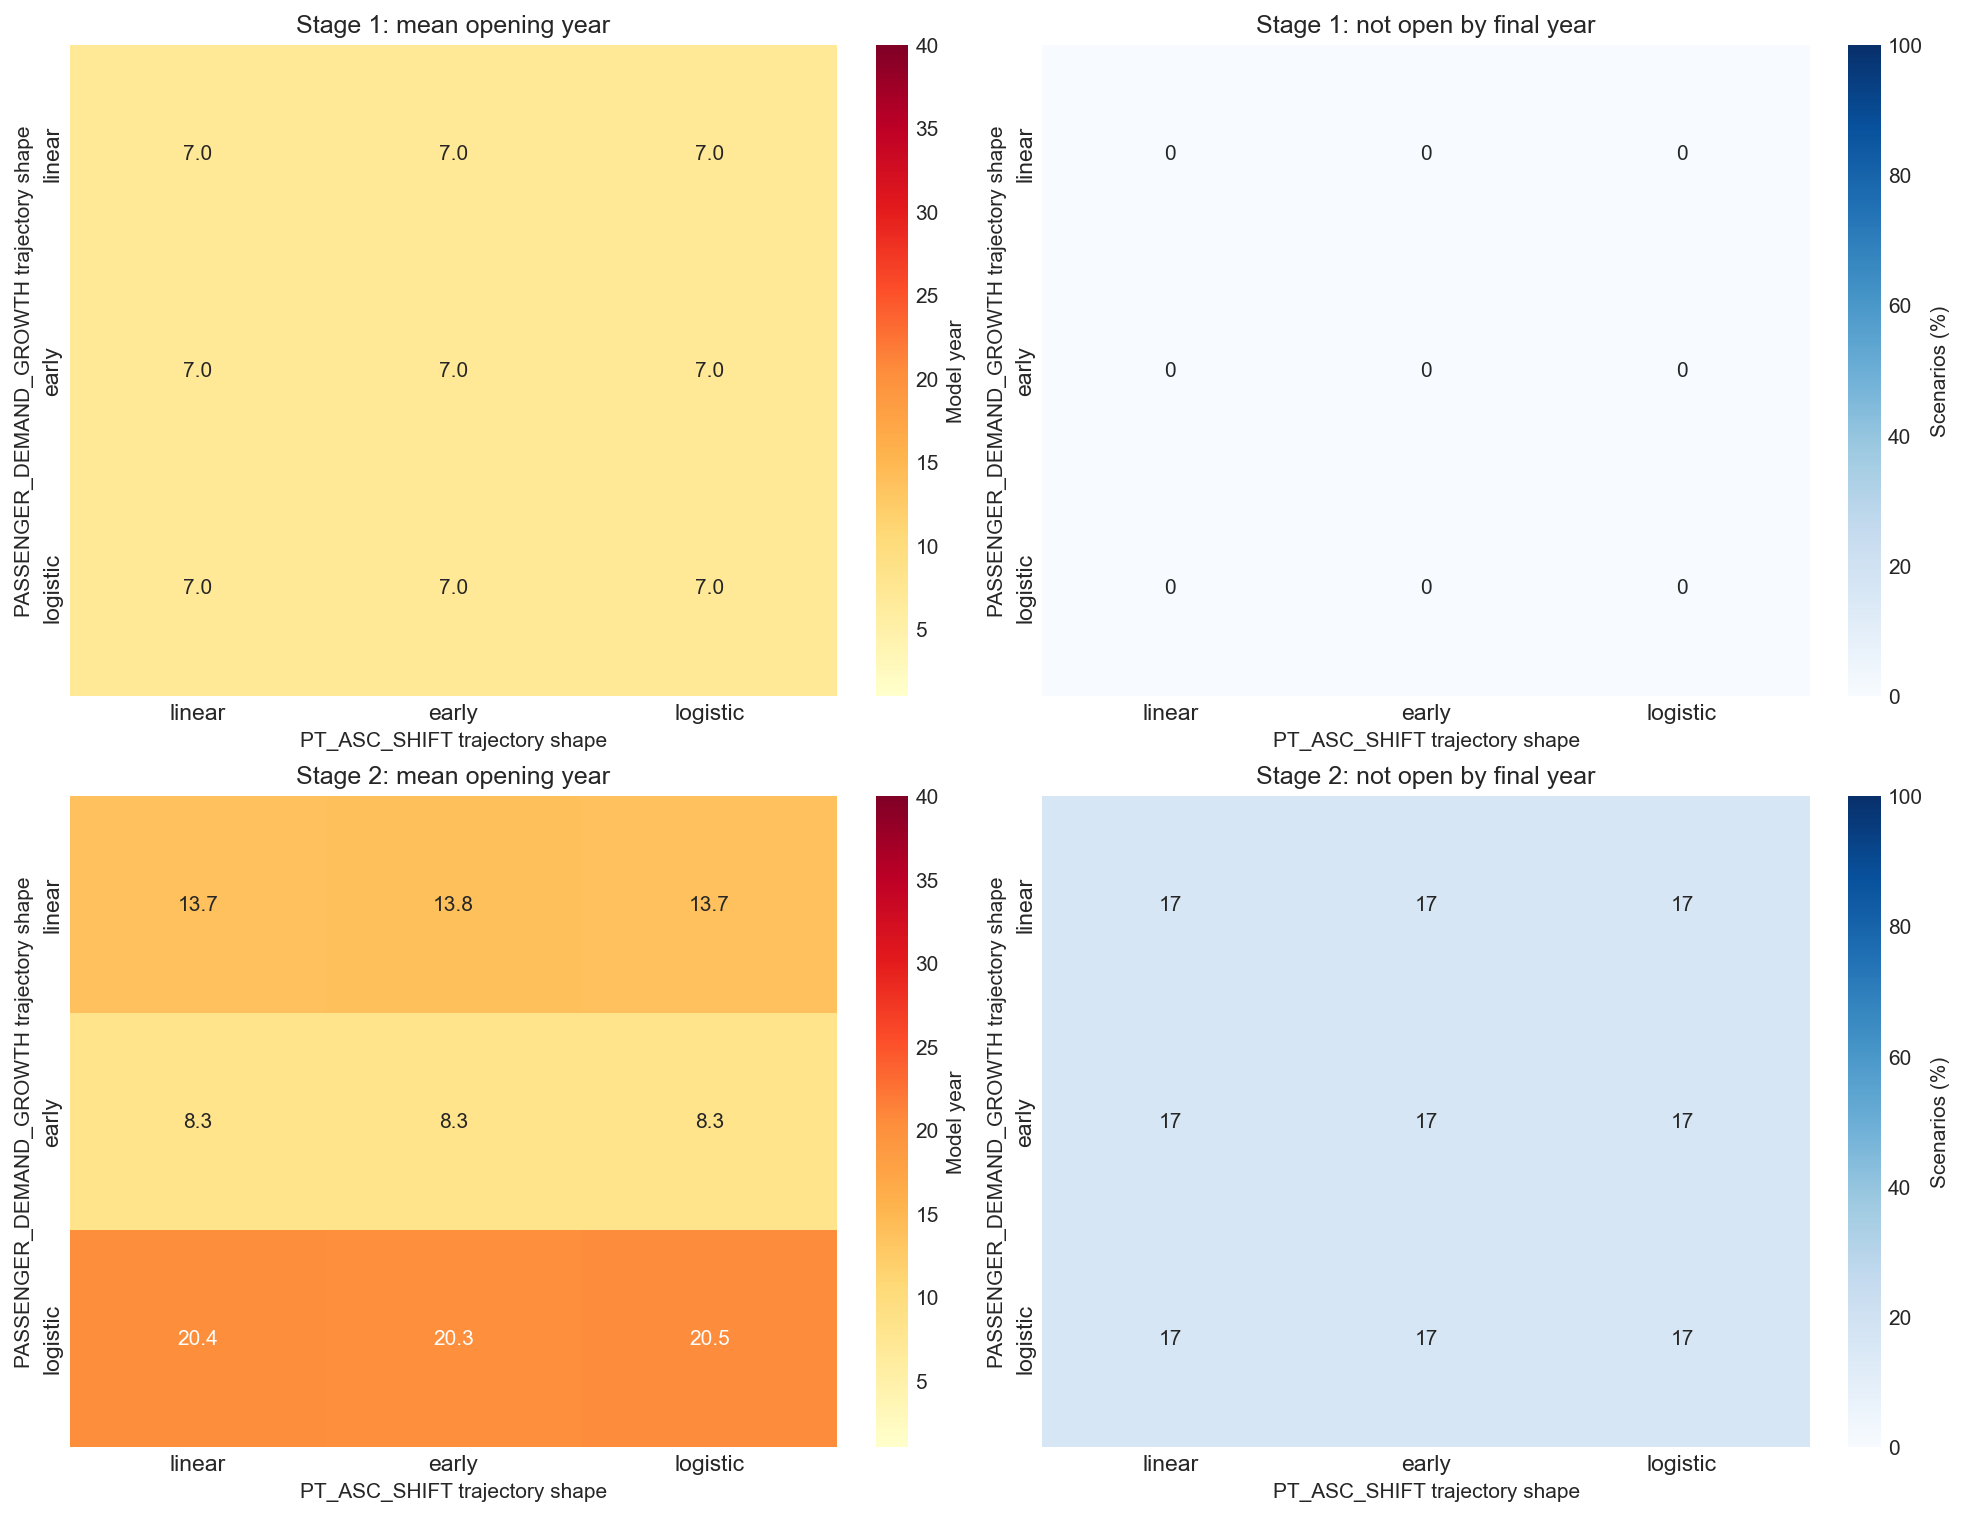 Stage 1: mean opening year
PASSENGER_DEMAND_GROWTH trajectory shape
linear
early
logistic
7.0 7.0 7.0
7.0 7.0 7.0
7.0 7.0 7.0
linear early logistic
PT_ASC_SHIFT trajectory shape
40
35
30
25
20
15
10
5
Model year
Stage 1: not open by final year
PASSENGER_DEMAND_GROWTH trajectory shape
linear
early
logistic
0 0 0
0 0 0
0 0 0
linear early logistic
PT_ASC_SHIFT trajectory shape
100
80
60
40
20
0
Scenarios (%)
Stage 2: mean opening year
PASSENGER_DEMAND_GROWTH trajectory shape
linear
early
logistic
13.7 13.8 13.7
8.3 8.3 8.3
20.4 20.3 20.5
linear early logistic
PT_ASC_SHIFT trajectory shape
40
35
30
25
20
15
10
5
Model year
Stage 2: not open by final year
PASSENGER_DEMAND_GROWTH trajectory shape
linear
early
logistic
17 17 17
17 17 17
17 17 17
linear early logistic
PT_ASC_SHIFT trajectory shape
100
80
60
40
20
0
Scenarios (%)